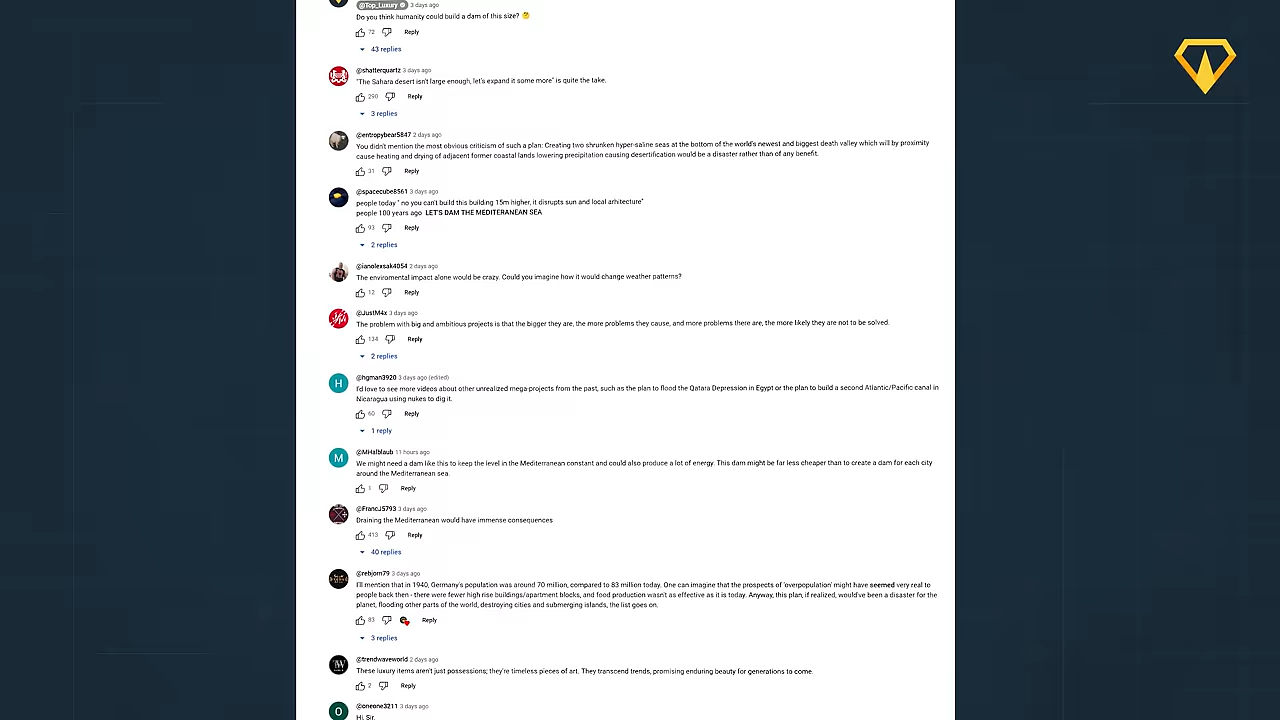 @Top_Luxury 3 days ago
Do you think humanity could build a dam of this size? 🤔
72 Reply
43 replies
@shatterquartz 3 days ago
"The Sahara desert isn't large enough, let's expand it some more" is quite the take.
290 Reply
3 replies
@entropybear5847 2 days ago
You didn't mention the most obvious criticism of such a plan: Creating two shrunken hyper-saline seas at the bottom of the world's newest and biggest death valley which will by proximity
cause heating and drying of adjacent former coastal lands lowering precipitation causing desertification would be a disaster rather than of any benefit.
31 Reply
@spacecube8561 3 days ago
people today " no you can't build this building 15m higher, it disrupts sun and local arhitecture"
people 100 years ago LET'S DAM THE MEDITERANEAN SEA
93 Reply
2 replies
@ianolexsak4054 2 days ago
The enviromental impact alone would be crazy. Could you imagine how it would change weather patterns?
12 Reply
@JustM4x 3 days ago
The problem with big and ambitious projects is that the bigger they are, the more problems they cause, and more problems there are, the more likely they are not to be solved.
134 Reply
2 replies
H @hgman3920 3 days ago (edited)
I'd love to see more videos about other unrealized mega-projects from the past, such as the plan to flood the Qatara Depression in Egypt or the plan to build a second Atlantic/Pacific canal in
Nicaragua using nukes to dig it.
60 Reply
1 reply
M @MHalblaub 11 hours ago
We might need a dam like this to keep the level in the Mediterranean constant and could also produce a lot of energy. This dam might be far less cheaper than to create a dam for each city
around the Mediterranean sea.
1 Reply
@FrancJ5793 3 days ago
Draining the Mediterranean would have immense consequences
413 Reply
40 replies
@rebjorn79 3 days ago
I'll mention that in 1940, Germany's population was around 70 million, compared to 83 million today. One can imagine that the prospects of 'overpopulation' might have seemed very real to
people back then - there were fewer high rise buildings/apartment blocks, and food production wasn't as effective as it is today. Anyway, this plan, if realized, would've been a disaster for the
planet, flooding other parts of the world, destroying cities and submerging islands, the list goes on.
83 Reply
3 replies
@trendwaveworld 2 days ago
These luxury items aren't just possessions; they're timeless pieces of art. They transcend trends, promising enduring beauty for generations to come.
2 Reply
O @oneone3211 3 days ago
Hi, Sir.